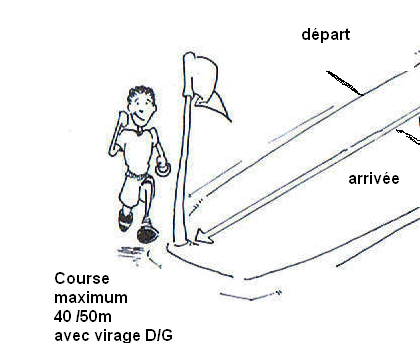 départ
arrivée
Course
maximum
40 /50m
avec virage D/G